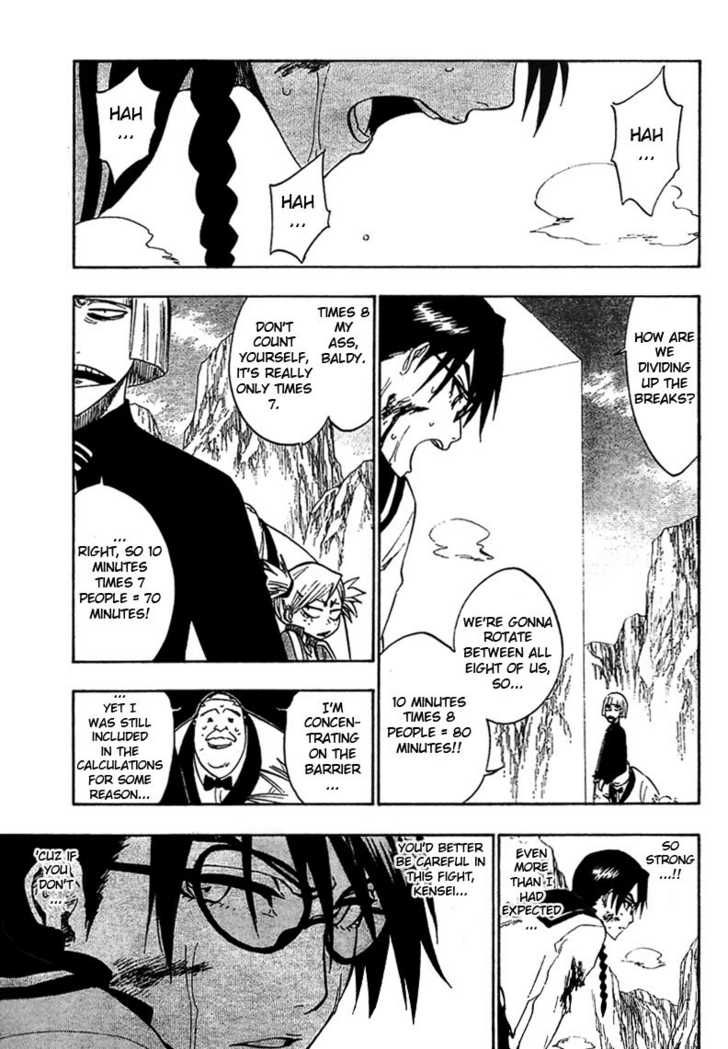 HAH
...
HAH
...
HAH
...
HOW ARE
WE
DIVIDING
UP THE
BREAKS?
WE'RE GONNA
ROTATE
BETWEEN ALL
EIGHT OF US,
SO...
10 MINUTES
TIMES 8
PEOPLE = 80
MINUTES!!
TIMES 8
MY
ASS,
BALDY.
DON'T
COUNT
YOURSELF,
IT'S REALLY
ONLY TIMES
7.
...
RIGHT, SO 10
MINUTES
TIMES 7
PEOPLE = 70
MINUTES!
I'M
CONCEN-
TRATING
ON THE
BARRIER
...
...
YET I
WAS STILL
INCLUDED
IN THE
CALCULATIONS
FOR SOME
REASON...
SO
STRONG
...!!
EVEN
MORE
THAN I
HAD
EXPECTED
...
YOU'D BETTER
BE CAREFUL IN
THIS FIGHT,
KENSEI...
'CUZ IF
YOU
DON'T
...